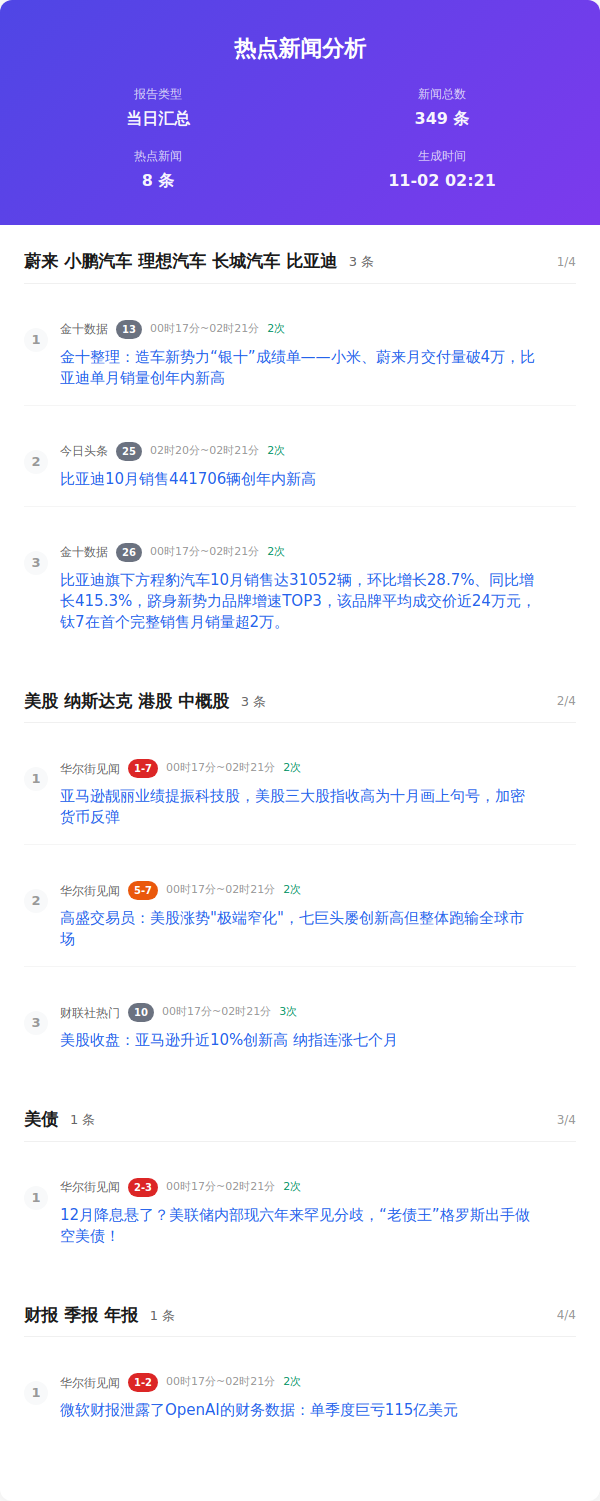 热点新闻分析
报告类型
当日汇总
新闻总数
349 条
热点新闻
8 条
生成时间
11-02 02:21
蔚来 小鹏汽车 理想汽车 长城汽车 比亚迪 3 条 1/4
1
金十数据 13 00时17分~02时21分 2次
金十整理：造车新势力“银十”成绩单——小米、蔚来月交付量破4万，比
亚迪单月销量创年内新高
2
今日头条 25 02时20分~02时21分 2次
比亚迪10月销售441706辆创年内新高
3
金十数据 26 00时17分~02时21分 2次
比亚迪旗下方程豹汽车10月销售达31052辆，环比增长28.7%、同比增
长415.3%，跻身新势力品牌增速TOP3，该品牌平均成交价近24万元，
钛7在首个完整销售月销量超2万。
美股 纳斯达克 港股 中概股 3 条 2/4
1
华尔街见闻 1-7 00时17分~02时21分 2次
亚马逊靓丽业绩提振科技股，美股三大股指收高为十月画上句号，加密
货币反弹
2
华尔街见闻 5-7 00时17分~02时21分 2次
高盛交易员：美股涨势"极端窄化"，七巨头屡创新高但整体跑输全球市
场
3
财联社热门 10 00时17分~02时21分 3次
美股收盘：亚马逊升近10%创新高 纳指连涨七个月
美债 1 条 3/4
1
华尔街见闻 2-3 00时17分~02时21分 2次
12月降息悬了？美联储内部现六年来罕见分歧，“老债王”格罗斯出手做
空美债！
财报 季报 年报 1 条 4/4
1
华尔街见闻 1-2 00时17分~02时21分 2次
微软财报泄露了OpenAI的财务数据：单季度巨亏115亿美元